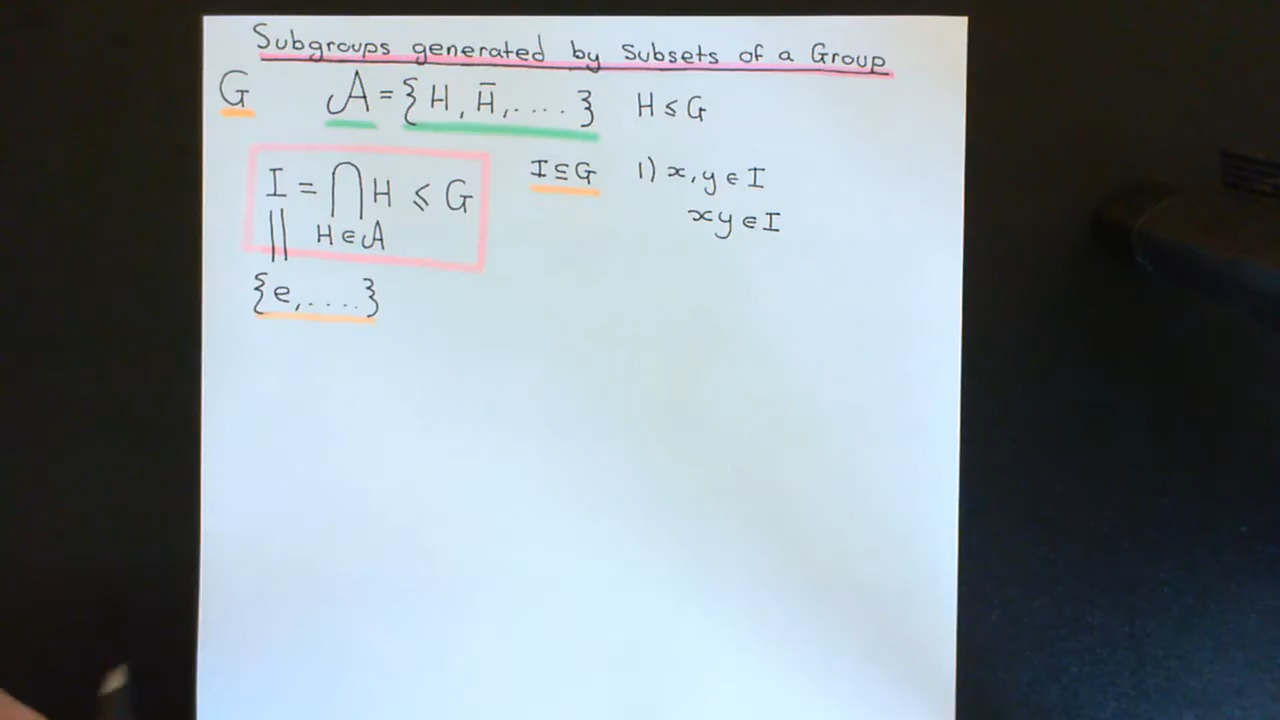 Subgroups generated by Subsets of a Group
G 𝒜 = {H, H̄, ....} H ≤ G
I = ⋂ H ≤ G
H ∈ 𝒜
||
{e, ....}
I ⊆ G 1) x, y ∈ I
xy ∈ I